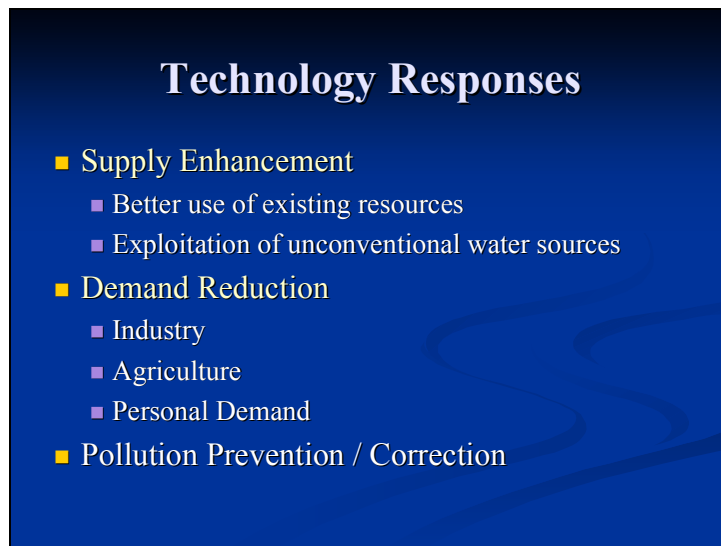 Technology Responses
Supply Enhancement
Better use of existing resources
Exploitation of unconventional water sources
Demand Reduction
Industry
Agriculture
Personal Demand
Pollution Prevention / Correction